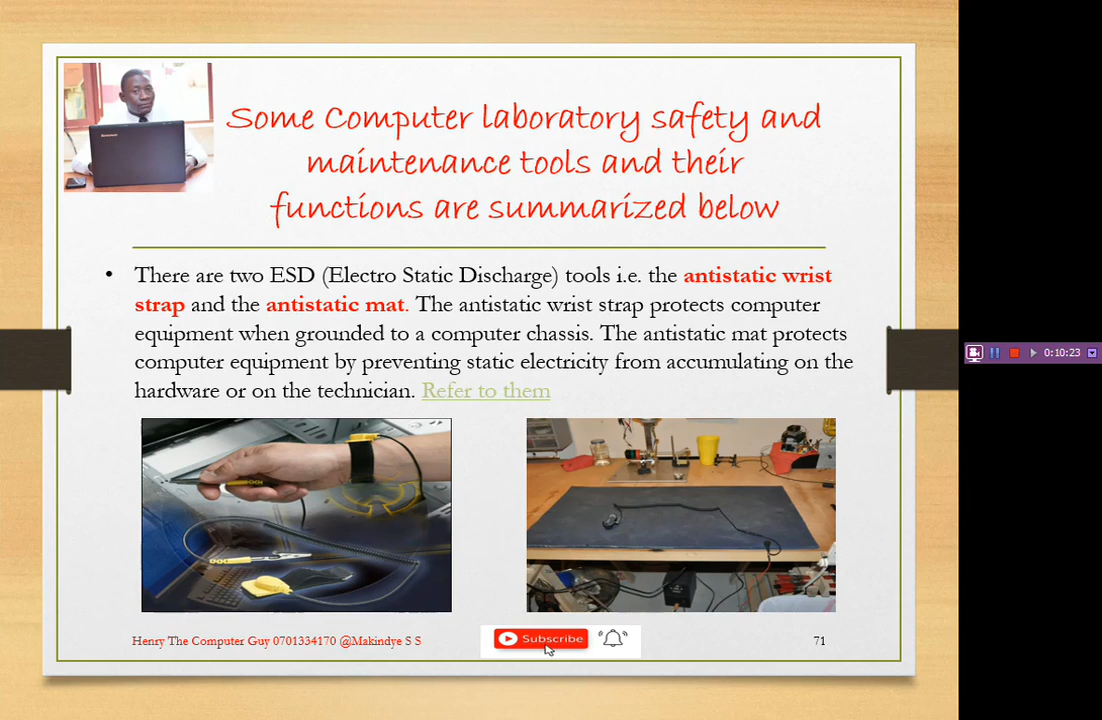 Some Computer laboratory safety and
maintenance tools and their
functions are summarized below
• There are two ESD (Electro Static Discharge) tools i.e. the antistatic wrist
strap and the antistatic mat. The antistatic wrist strap protects computer
equipment when grounded to a computer chassis. The antistatic mat protects
computer equipment by preventing static electricity from accumulating on the
hardware or on the technician. Refer to them
Henry The Computer Guy 0701334170 @Makindye S S
Subscribe
71
0:10:23